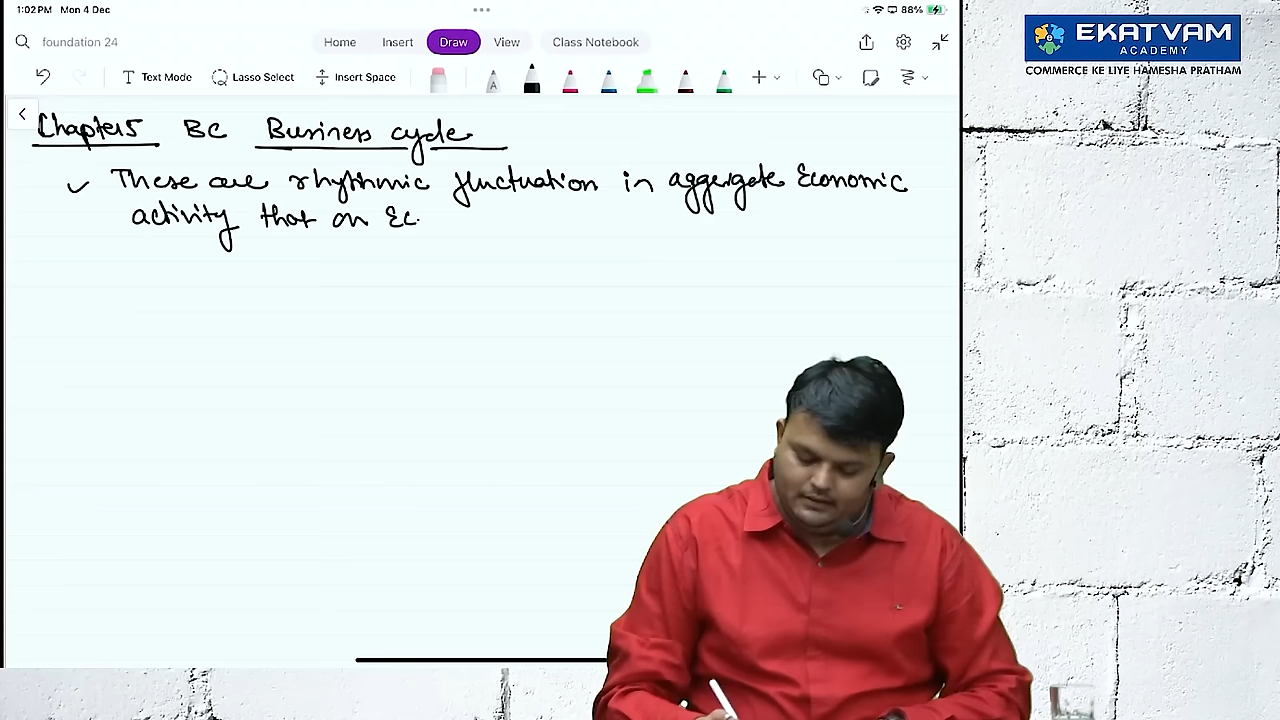 1:02 PM Mon 4 Dec
88%
foundation 24
Home Insert Draw View Class Notebook
Text Mode Lasso Select Insert Space
Chapter 5 BC Business cycle
These are rhythmic fluctuation in aggergate Economic
activity that an Ec
EKATVAM
ACADEMY
COMMERCE KE LIYE HAMESHA PRATHAM